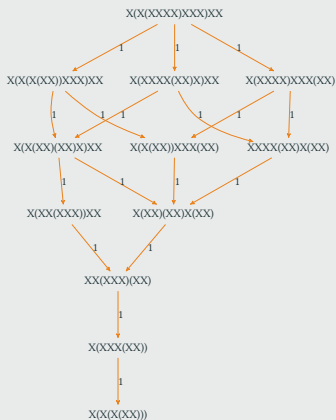 X(X(XXXX)XXX)XX
1 1 1
X(X(X(XX))XXX)XX X(XXXX(XX)X)XX X(XXXX)XXX(XX)
1 1 1 1 1 1
X(X(XX)(XX)X)XX X(X(XX))XXX(XX) XXXX(XX)X(XX)
1 1 1 1
X(XX(XXX))XX X(XX)(XX)X(XX)
1 1
XX(XXX)(XX)
1
X(XXX(XX))
1
X(X(X(XX)))